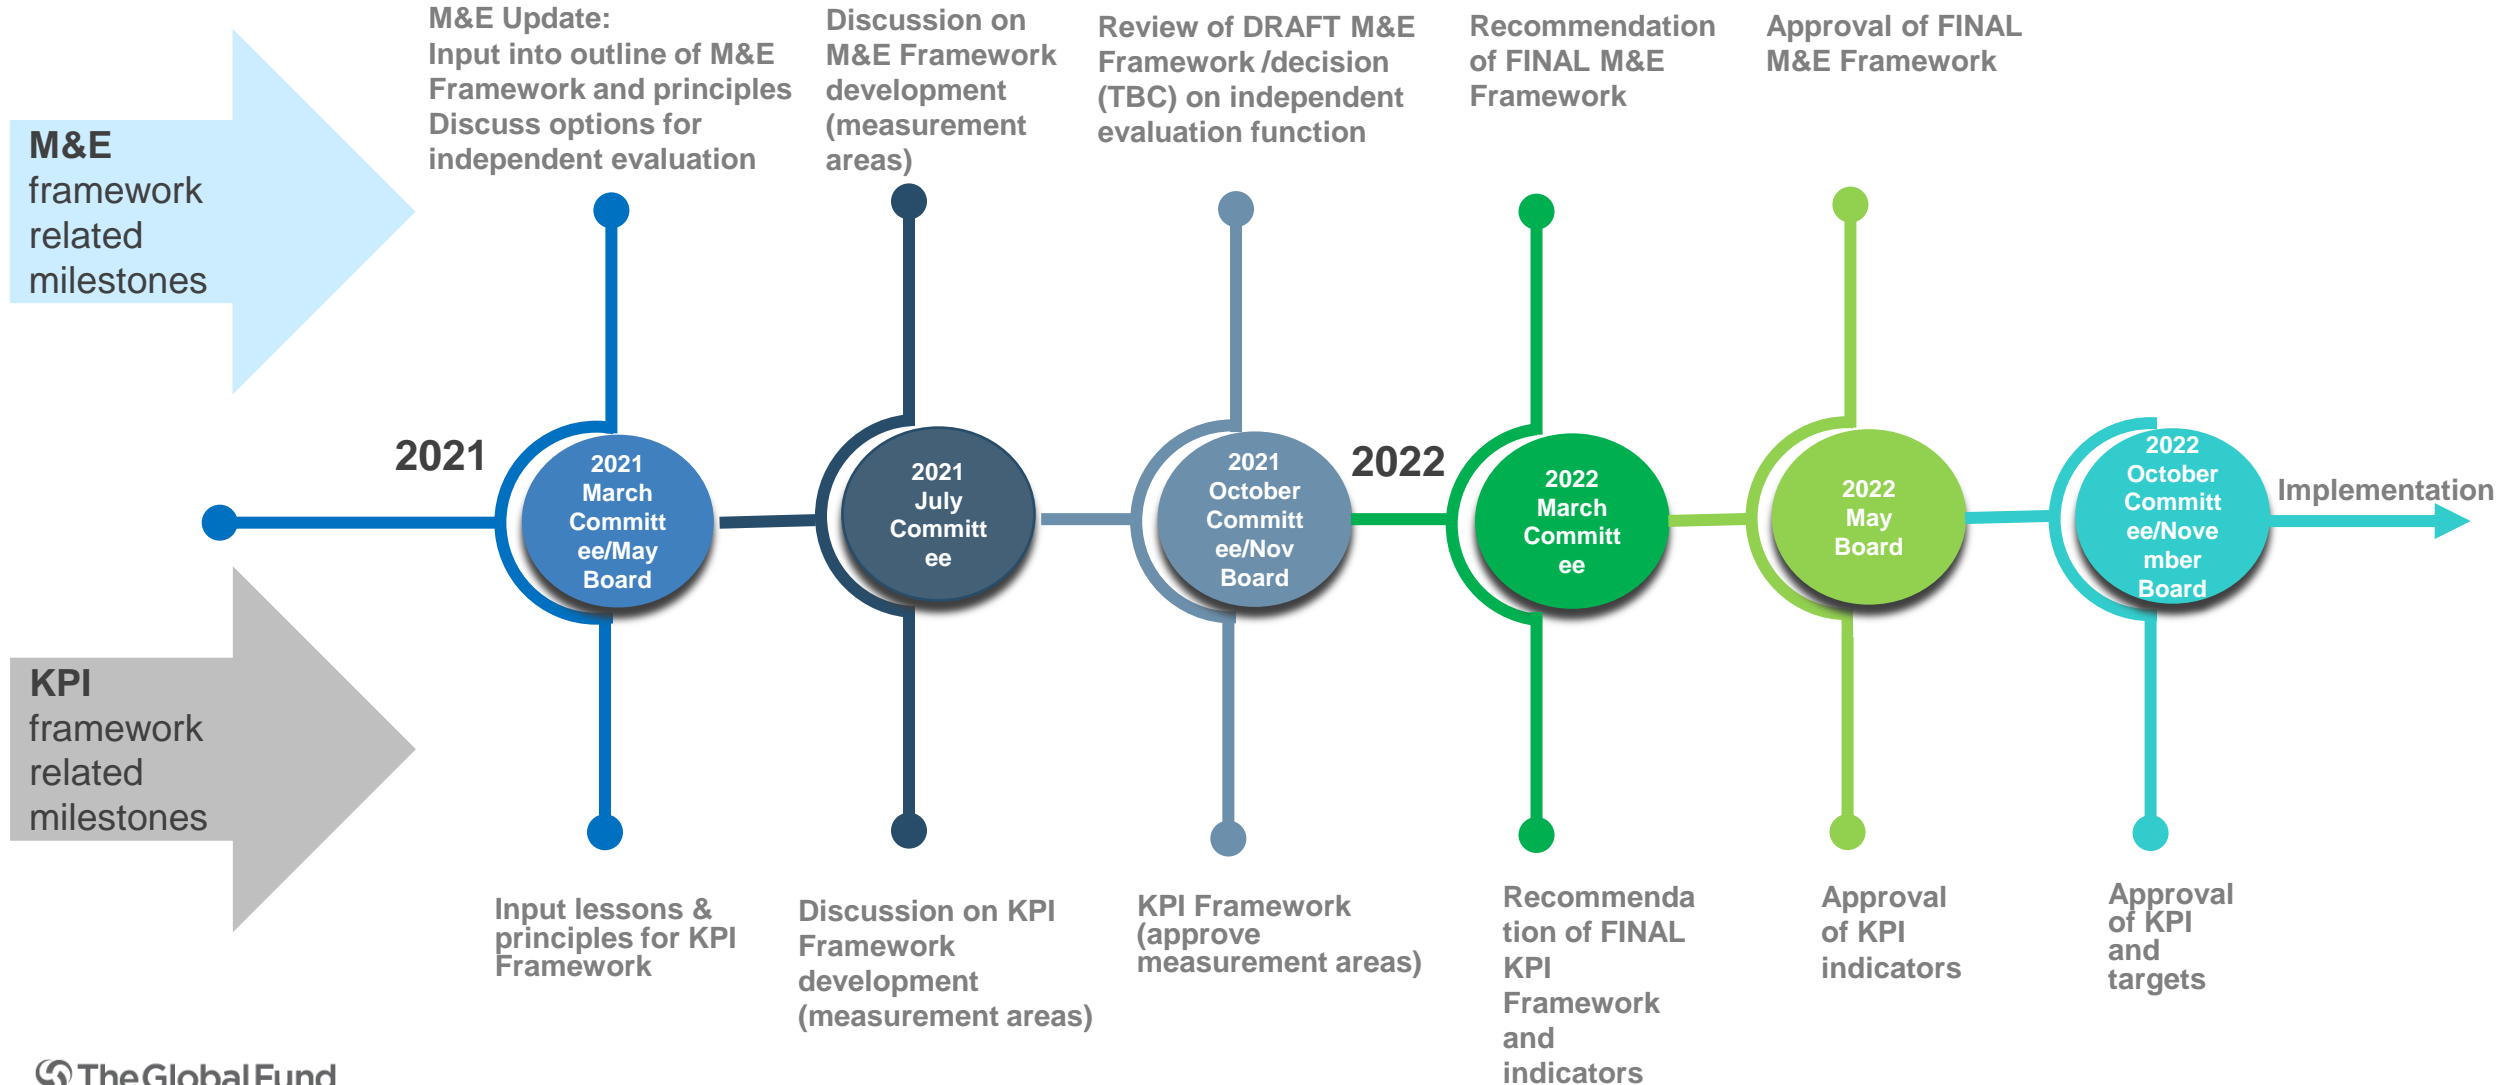 M&E Update:
Input into outline of M&E
Framework and principles
Discuss options for
independent evaluation
Discussion on
M&E Framework
development
(measurement
areas)
Review of DRAFT M&E
Framework /decision
(TBC) on independent
evaluation function
Recommendation
of FINAL M&E
Framework
Approval of FINAL
M&E Framework
M&E
framework
related
milestones
2021
2021
March
Committ
ee/May
Board
2021
July
Committ
ee
2021
October
Committ
ee/Nov
Board
2022
2022
March
Committ
ee
2022
May
Board
2022
October
Committ
ee/Nove
mber
Board
Implementation
KPI
framework
related
milestones
Input lessons &
principles for KPI
Framework
Discussion on KPI
Framework
development
(measurement areas)
KPI Framework
(approve
measurement areas)
Recommenda
tion of FINAL
KPI
Framework
and
indicators
Approval
of KPI
indicators
Approval
of KPI
and
targets
TheGlobalFund